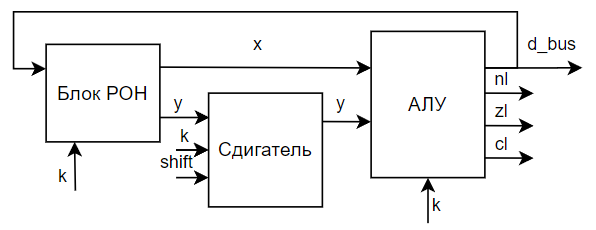 x
d_bus
Блок РОН
АЛУ
nl
y
y
zl
k
Сдигатель
cl
shift
k
k